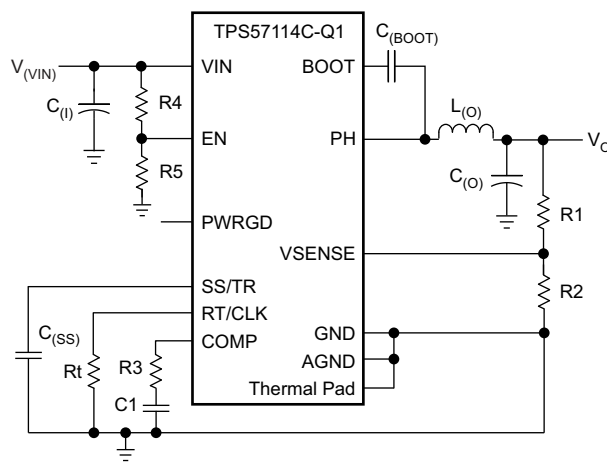 TPS57114C-Q1
C(BOOT)
V(VIN)
VIN
BOOT
C(I)
R4
L(O)
EN
PH
VO
R5
C(O)
R1
PWRGD
VSENSE
SS/TR
R2
RT/CLK
C(SS)
COMP
GND
Rt
R3
AGND
C1
Thermal Pad